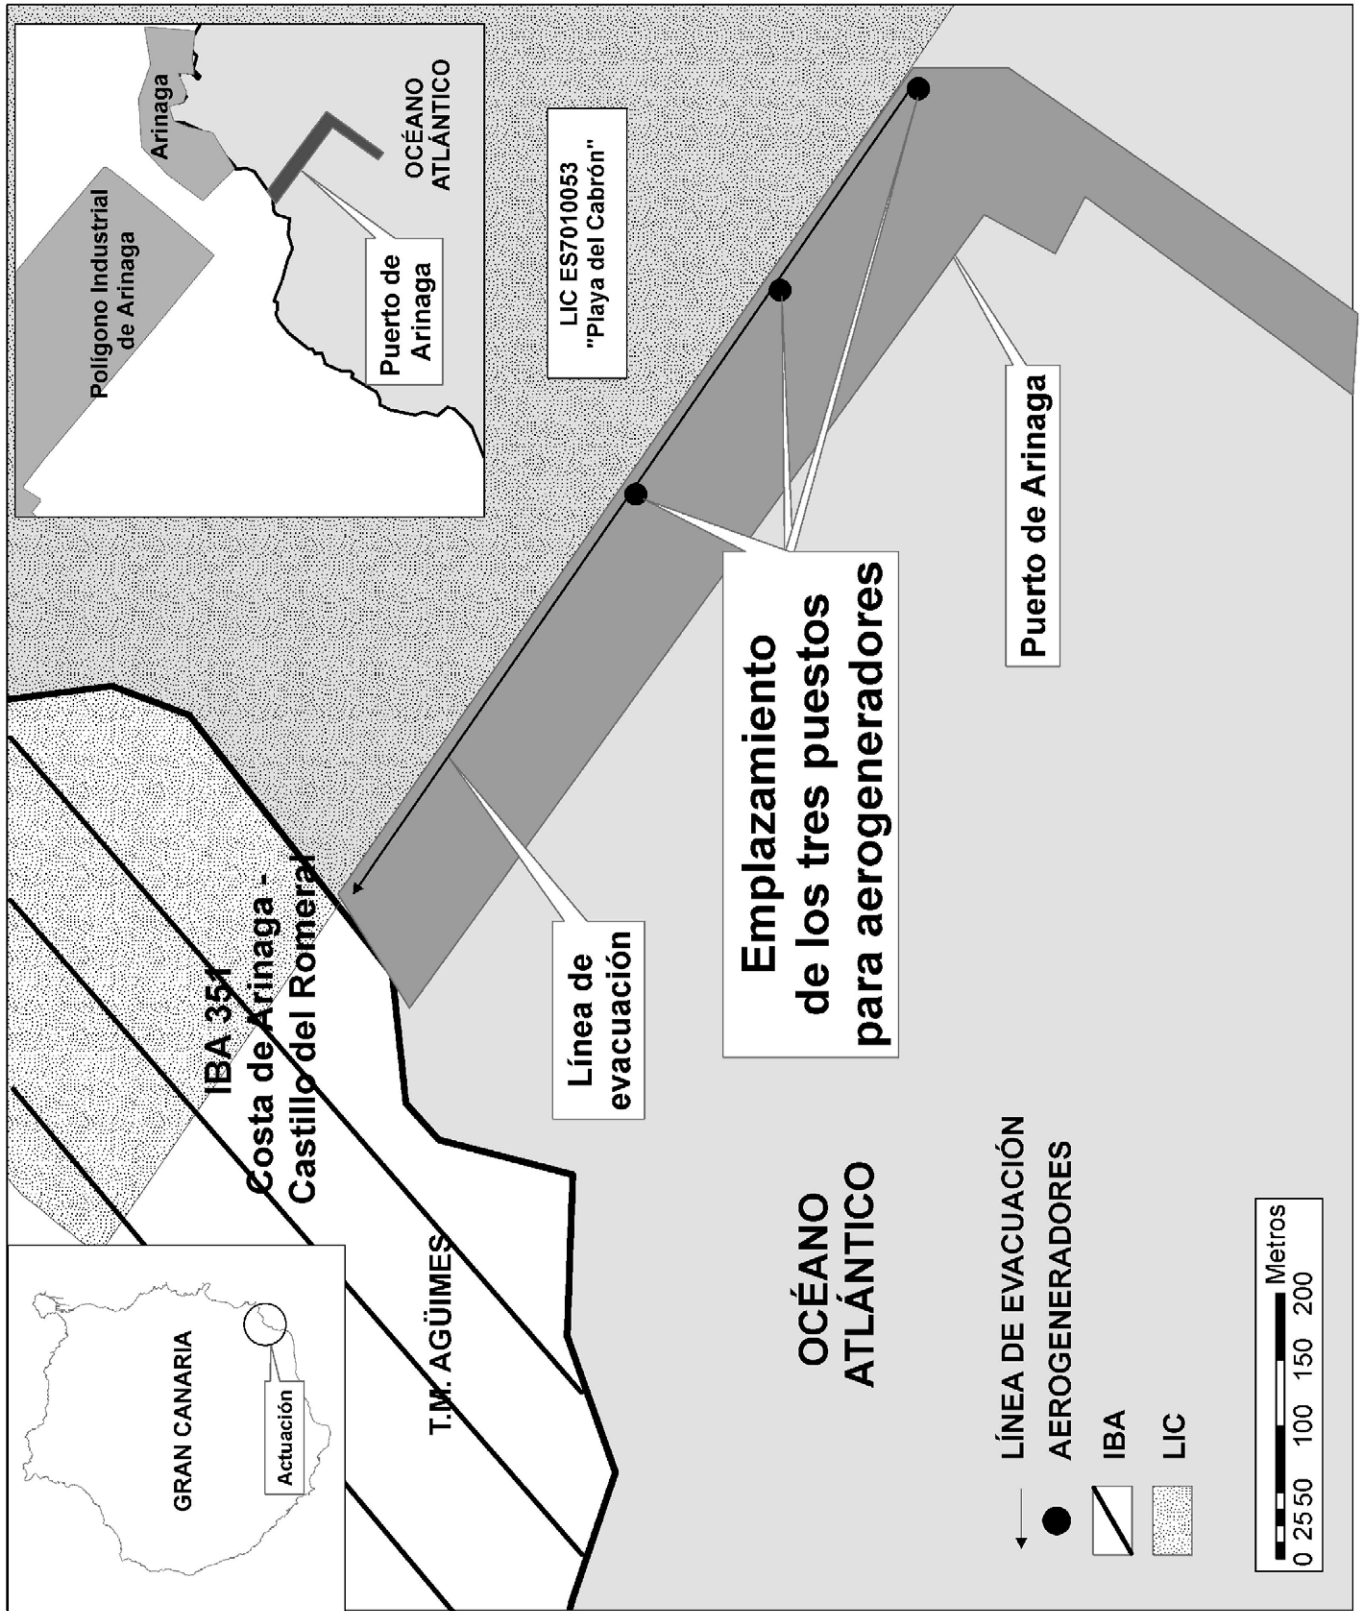 GRAN CANARIA
Actuación
IBA 351
Costa de Arinaga -
Castillo del Romeral
T.M. AGÜIMES
Polígono Industrial
de Arinaga
Arinaga
Puerto de
Arinaga
OCÉANO
ATLÁNTICO
LIC ES7010053
"Playa del Cabrón"
Línea de
evacuación
Emplazamiento
de los tres puestos
para aerogeneradores
Puerto de Arinaga
OCÉANO
ATLÁNTICO
LÍNEA DE EVACUACIÓN
AEROGENERADORES
IBA
LIC
Metros
0 25 50 100 150 200